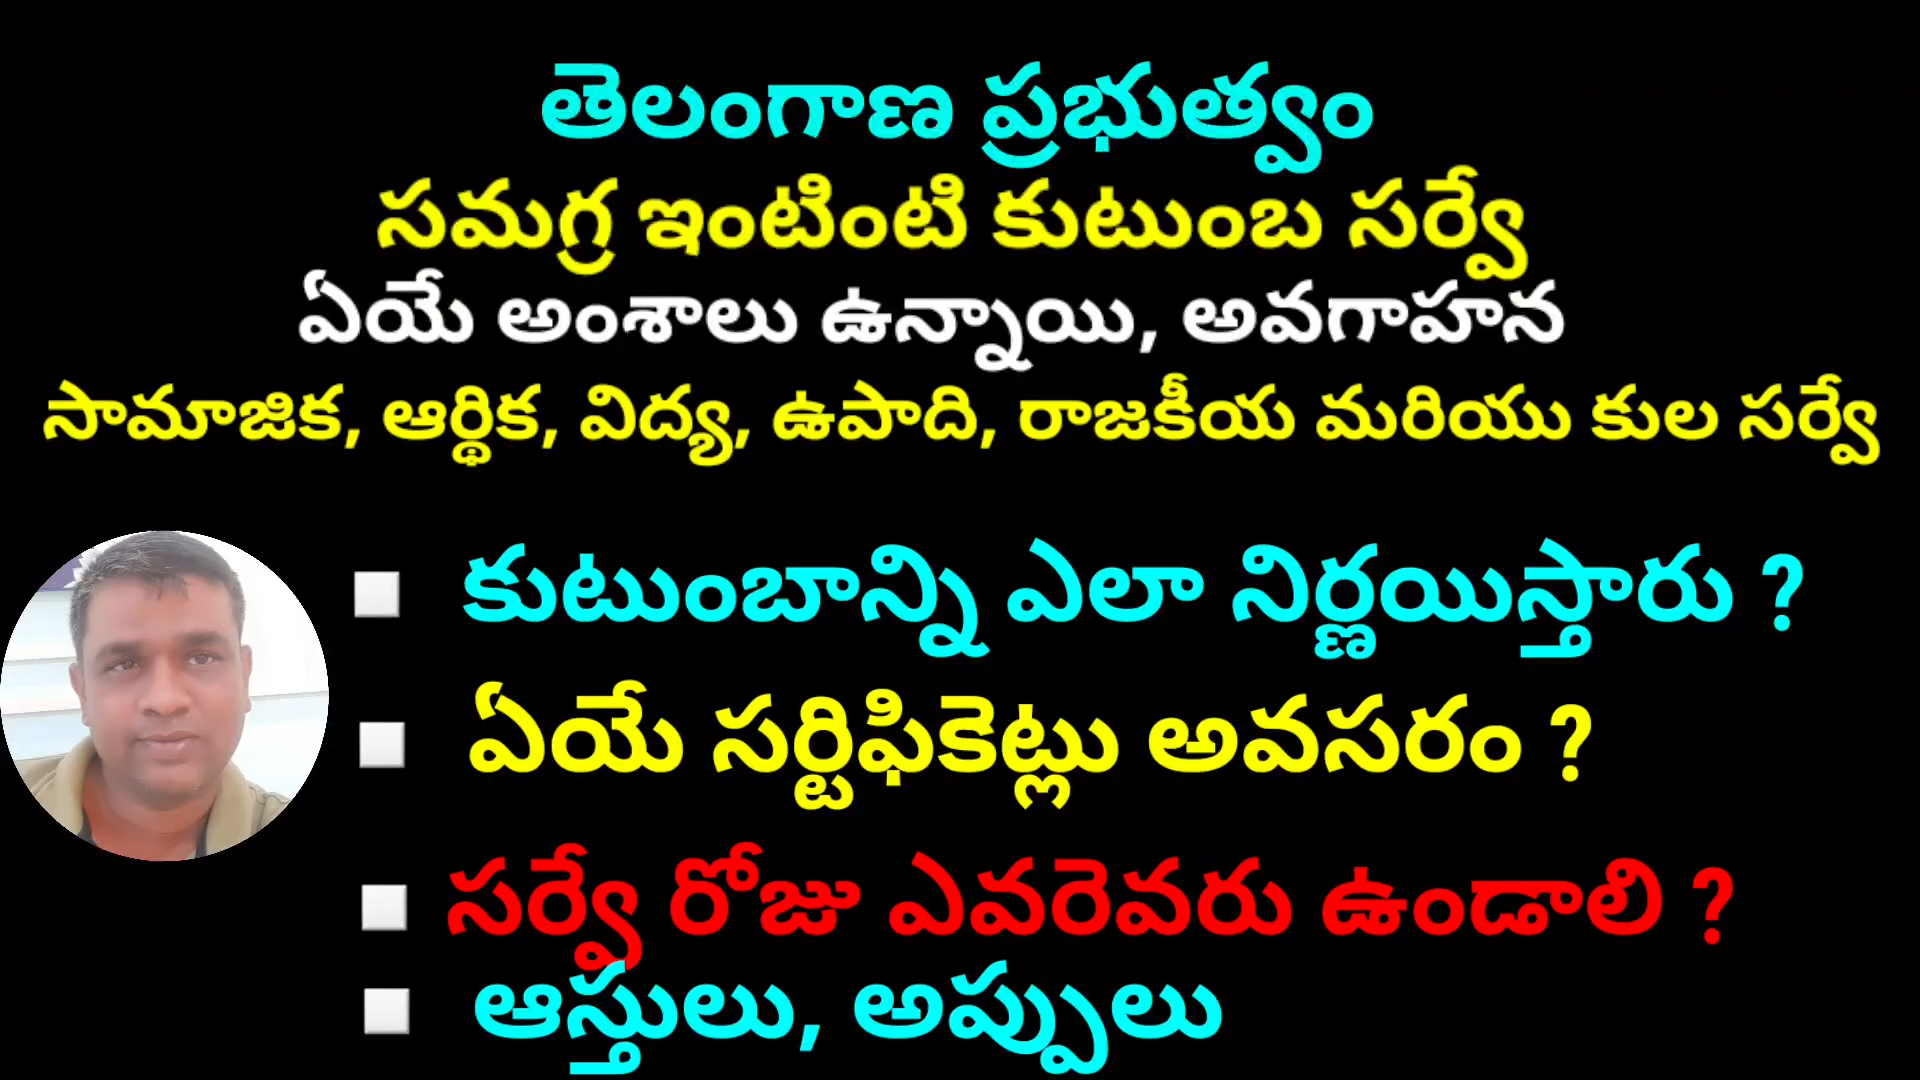 తెలంగాణ ప్రభుత్వం
సమగ్ర ఇంటింటి కుటుంబ సర్వే
ఏయే అంశాలు ఉన్నాయి, అవగాహన
సామాజిక, ఆర్థిక, విద్య, ఉపాది, రాజకీయ మరియు కుల సర్వే
కుటుంబాన్ని ఎలా నిర్ణయిస్తారు ?
ఏయే సర్టిఫికెట్లు అవసరం ?
సర్వే రోజు ఎవరెవరు ఉండాలి ?
ఆస్తులు, అప్పులు